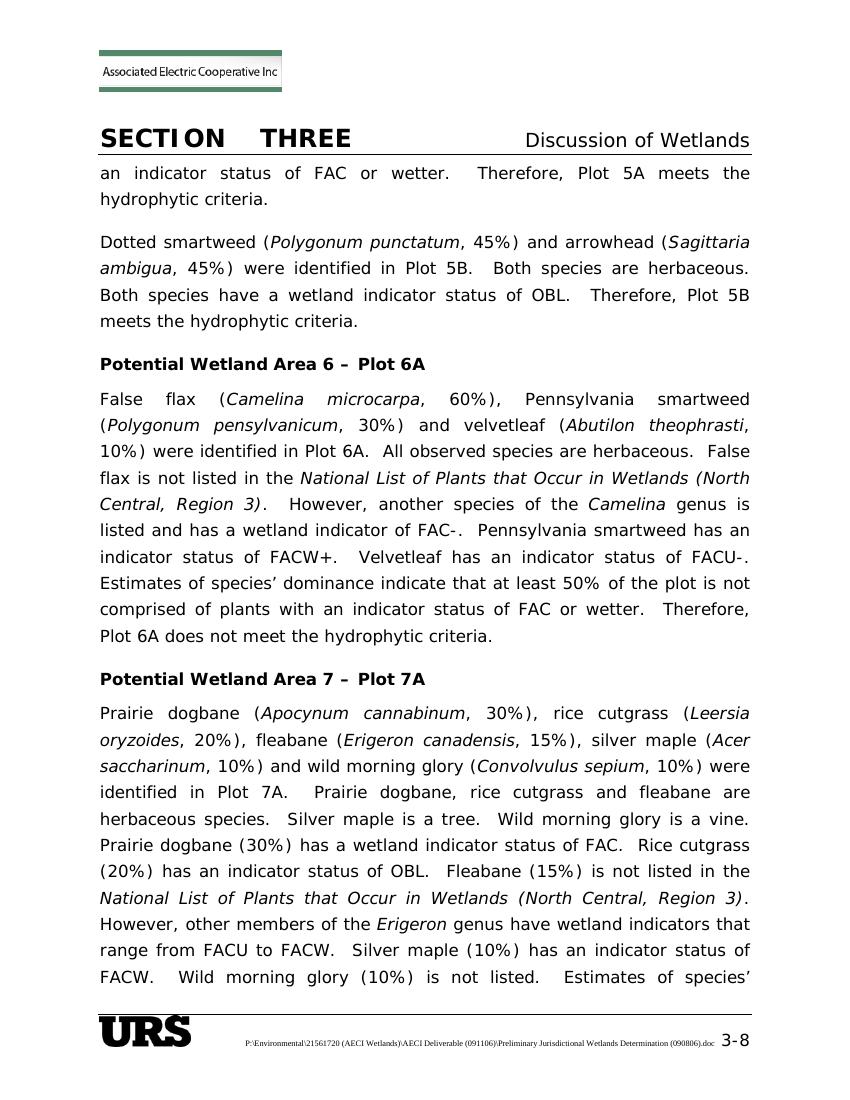 Associated Electric Cooperative Inc
SECTION THREE Discussion of Wetlands
an indicator status of FAC or wetter. Therefore, Plot 5A meets the
hydrophytic criteria.
Dotted smartweed (Polygonum punctatum, 45%) and arrowhead (Sagittaria
ambigua, 45%) were identified in Plot 5B. Both species are herbaceous.
Both species have a wetland indicator status of OBL. Therefore, Plot 5B
meets the hydrophytic criteria.
Potential Wetland Area 6 – Plot 6A
False flax (Camelina microcarpa, 60%), Pennsylvania smartweed
(Polygonum pensylvanicum, 30%) and velvetleaf (Abutilon theophrasti,
10%) were identified in Plot 6A. All observed species are herbaceous. False
flax is not listed in the National List of Plants that Occur in Wetlands (North
Central, Region 3). However, another species of the Camelina genus is
listed and has a wetland indicator of FAC-. Pennsylvania smartweed has an
indicator status of FACW+. Velvetleaf has an indicator status of FACU-.
Estimates of species’ dominance indicate that at least 50% of the plot is not
comprised of plants with an indicator status of FAC or wetter. Therefore,
Plot 6A does not meet the hydrophytic criteria.
Potential Wetland Area 7 – Plot 7A
Prairie dogbane (Apocynum cannabinum, 30%), rice cutgrass (Leersia
oryzoides, 20%), fleabane (Erigeron canadensis, 15%), silver maple (Acer
saccharinum, 10%) and wild morning glory (Convolvulus sepium, 10%) were
identified in Plot 7A. Prairie dogbane, rice cutgrass and fleabane are
herbaceous species. Silver maple is a tree. Wild morning glory is a vine.
Prairie dogbane (30%) has a wetland indicator status of FAC. Rice cutgrass
(20%) has an indicator status of OBL. Fleabane (15%) is not listed in the
National List of Plants that Occur in Wetlands (North Central, Region 3).
However, other members of the Erigeron genus have wetland indicators that
range from FACU to FACW. Silver maple (10%) has an indicator status of
FACW. Wild morning glory (10%) is not listed. Estimates of species’
URS P:\Environmental\21561720 (AECI Wetlands)\AECI Deliverable (091106)\Preliminary Jurisdictional Wetlands Determination (090806).doc 3-8